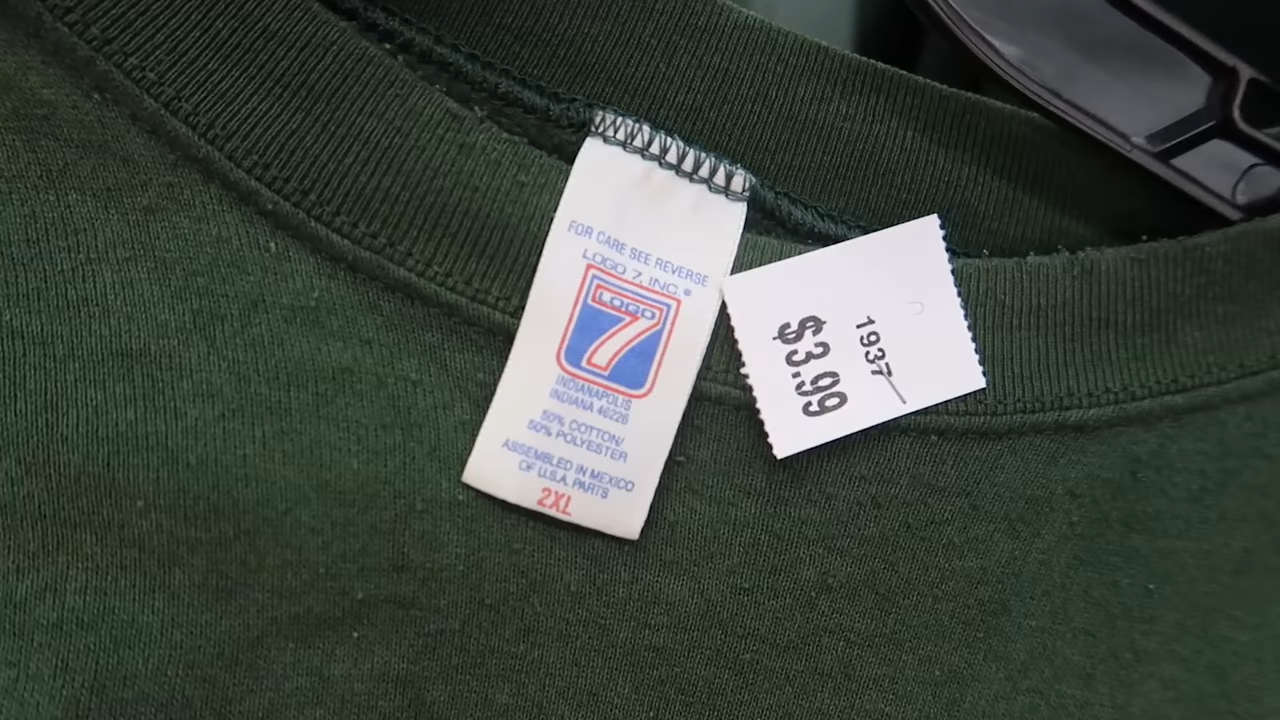 FOR CARE SEE REVERSE
LOGO 7, INC.®
LOGO
7
INDIANAPOLIS
INDIANA 46226
50% COTTON/
50% POLYESTER
ASSEMBLED IN MEXICO
OF U.S.A. PARTS
2XL
1937
$3.99